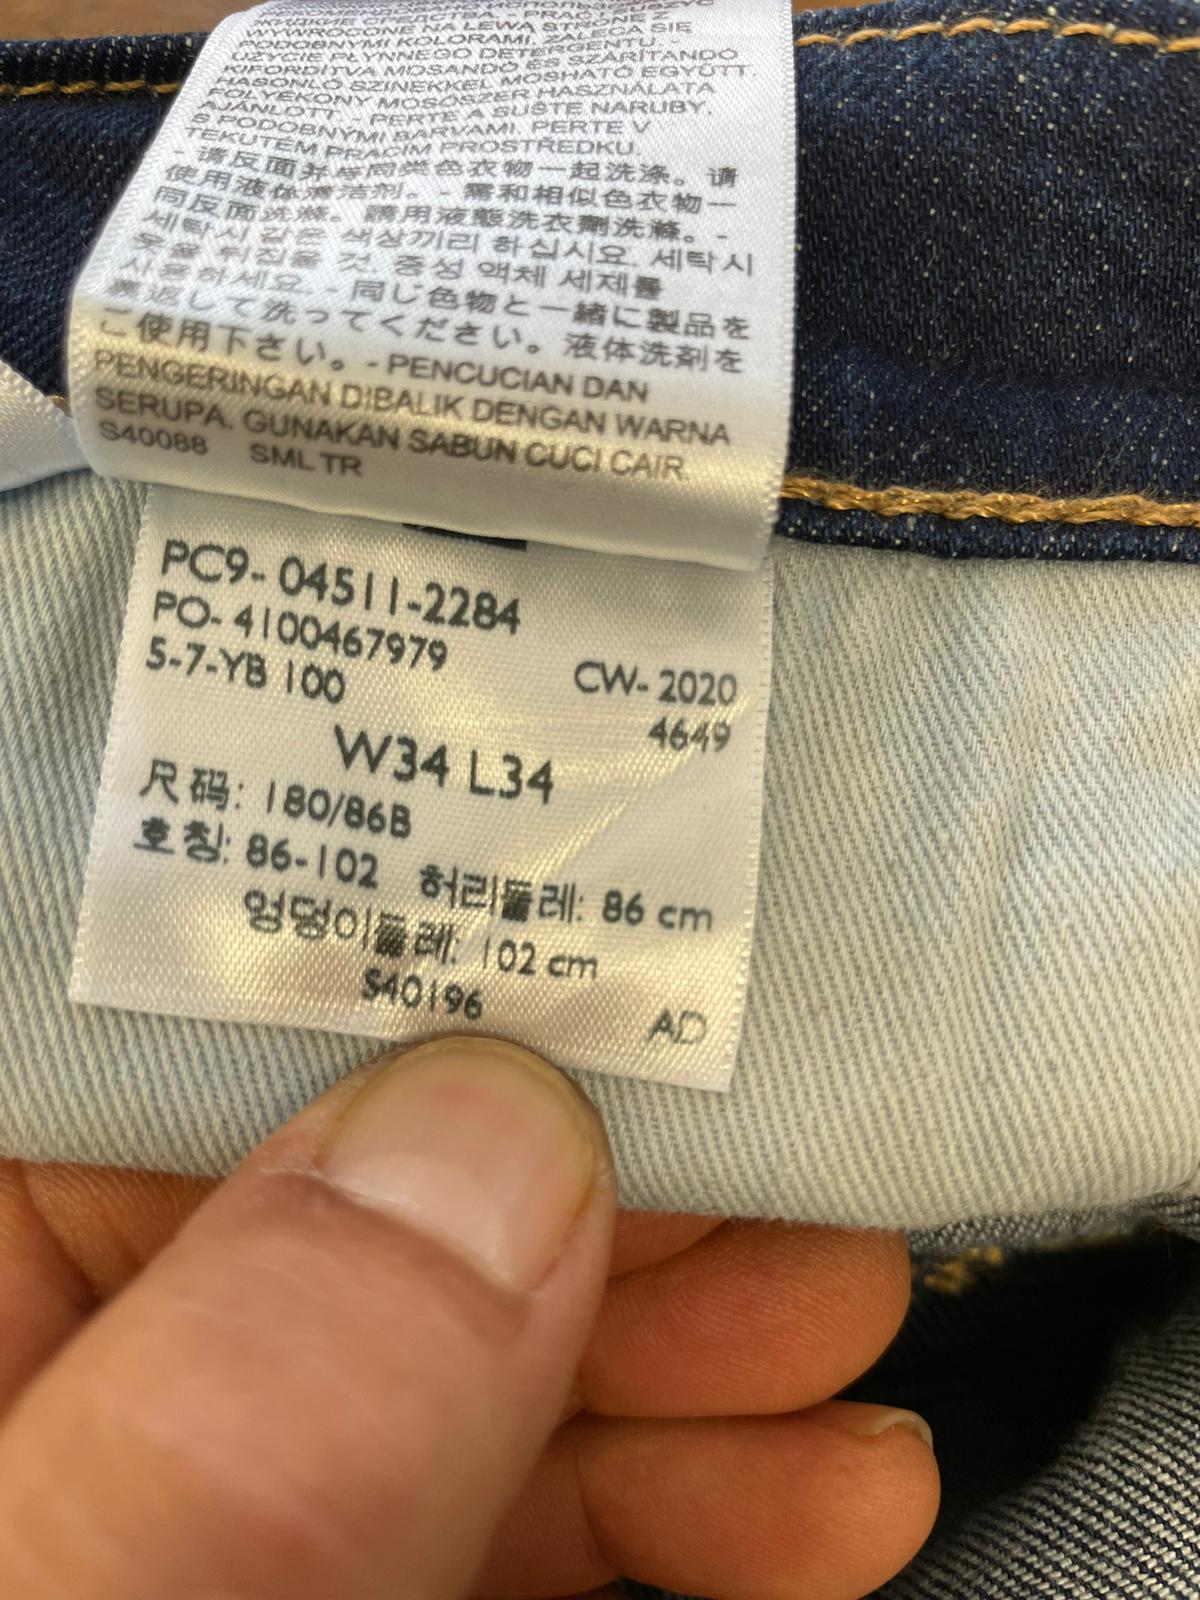 WYWRÓCONE NA LEWĄ STRONĘ Z
PODOBNYMI KOLORAMI, ZALECA SIĘ
UŻYCIE PŁYNNEGO DETERGENTU.
KIFORDÍTVA MOSANDÓ ÉS SZÁRÍTANDÓ
HASONLÓ SZÍNEKKEL MOSHATÓ EGYÜTT.
FOLYÉKONY MOSÓSZER HASZNÁLATA
AJÁNLOTT. - PERTE A SUŠTE NARUBY.
S PODOBNÝMI BARVAMI. PERTE V
TEKUTÉM PRACÍM PROSTŘEDKU.
- 请反面并与同类色衣物一起洗涤。请
使用液体清洁剂。- 需和相似色衣物一
同反面洗滌。請用液態洗衣劑洗滌。-
세탁시 같은 색상끼리 하십시요. 세탁시
옷을 뒤집을 것. 중성 액체 세제를
사용하세요. - 同じ色物と一緒に製品を
裏返して洗ってください。液体洗剤を
ご使用下さい。- PENCUCIAN DAN
PENGERINGAN DIBALIK DENGAN WARNA
SERUPA. GUNAKAN SABUN CUCI CAIR.
S40088 SML TR
PC9- 04511-2284
PO- 4100467979
5-7-YB 100
CW- 2020
4649
W34 L34
尺码: 180/86B
호칭: 86-102 허리둘레: 86 cm
엉덩이둘레: 102 cm
S40196
AD